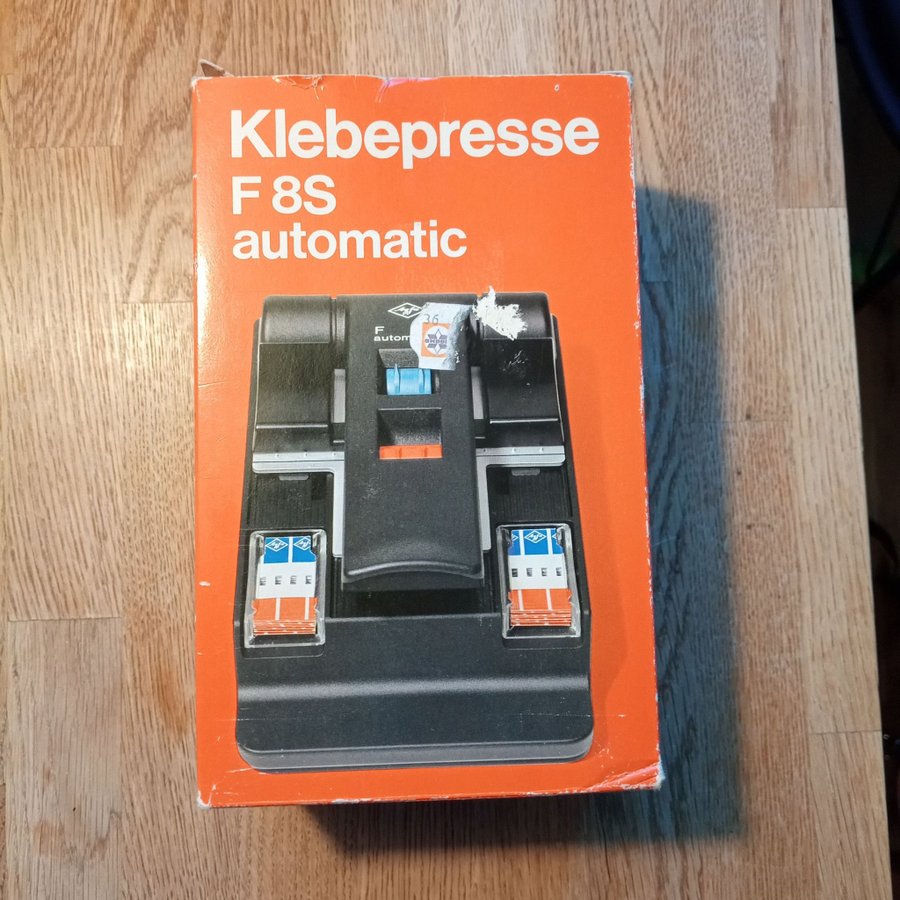 Klebepresse
F 8S
automatic
F
autom
36